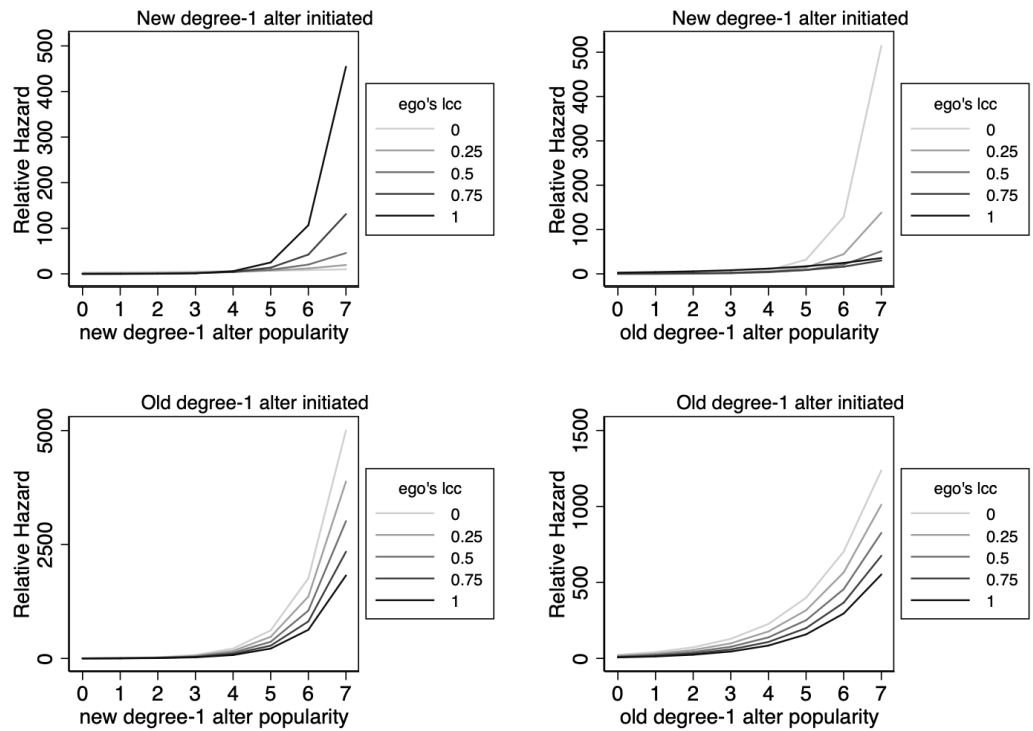 New degree-1 alter initiated
Relative Hazard
0 100 200 300 400 500
0 1 2 3 4 5 6 7
new degree-1 alter popularity
ego's lcc
0
0.25
0.5
0.75
1
New degree-1 alter initiated
Relative Hazard
0 100 200 300 400 500
0 1 2 3 4 5 6 7
old degree-1 alter popularity
ego's lcc
0
0.25
0.5
0.75
1
Old degree-1 alter initiated
Relative Hazard
0 2500 5000
0 1 2 3 4 5 6 7
new degree-1 alter popularity
ego's lcc
0
0.25
0.5
0.75
1
Old degree-1 alter initiated
Relative Hazard
0 500 1000 1500
0 1 2 3 4 5 6 7
old degree-1 alter popularity
ego's lcc
0
0.25
0.5
0.75
1